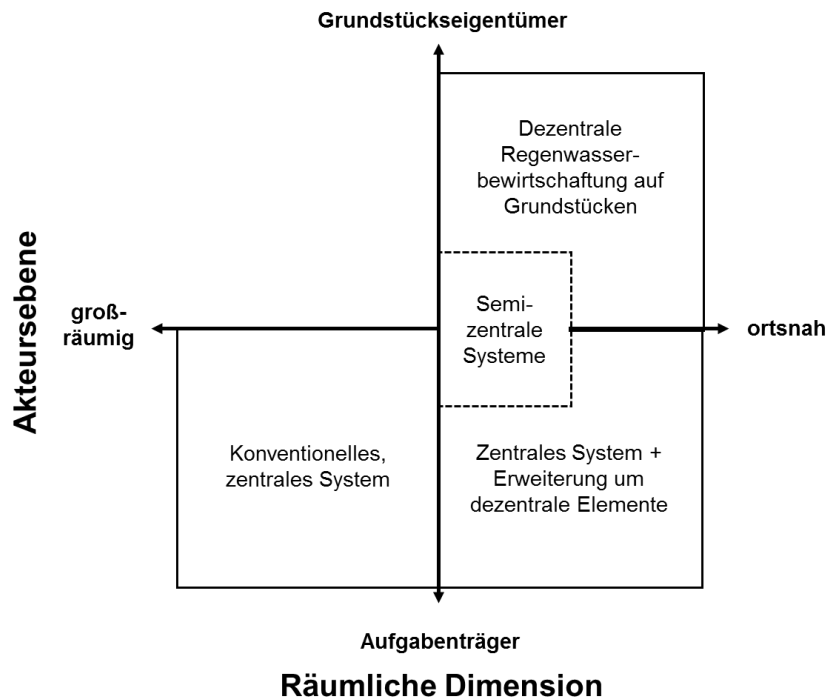 Grundstückseigentümer
Dezentrale
Regenwasser-
bewirtschaftung auf
Grundstücken
Akteursebene
groß-
räumig
Semi-
zentrale
Systeme
ortsnah
Konventionelles,
zentrales System
Zentrales System +
Erweiterung um
dezentrale Elemente
Aufgabenträger
Räumliche Dimension